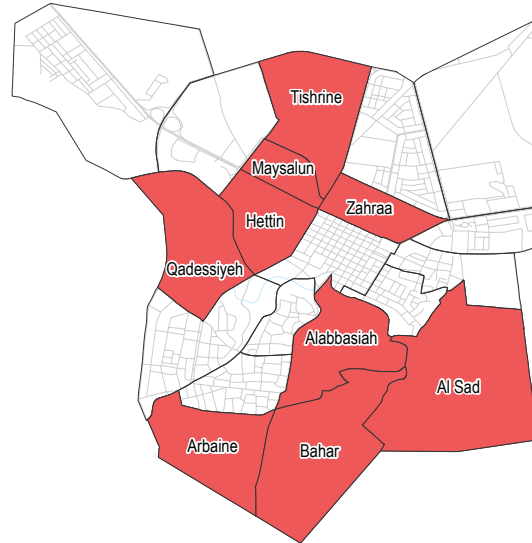 Tishrine
Maysalun
Zahraa
Hettin
Qadessiyeh
Alabbasiah
Al Sad
Arbaine
Bahar